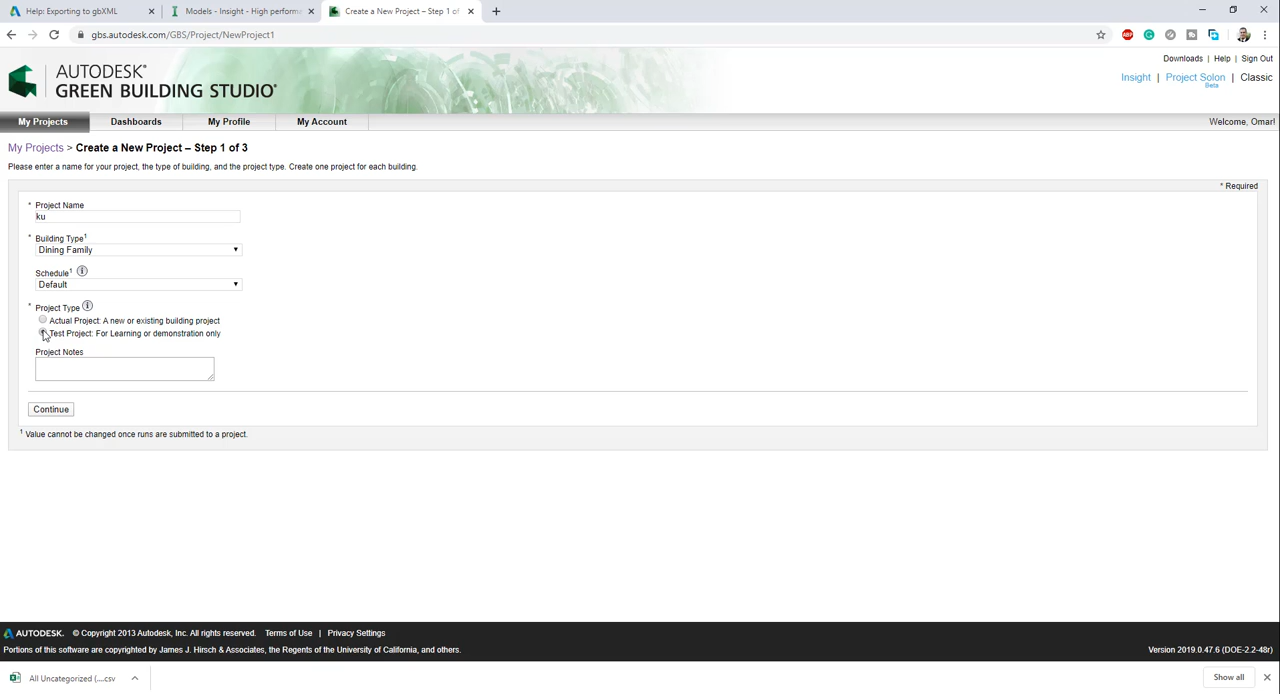 Help: Exporting to gbXML
Models - Insight - High performa
Create a New Project – Step 1 of
gbs.autodesk.com/GBS/Project/NewProject1
Downloads | Help | Sign Out
AUTODESK®
GREEN BUILDING STUDIO®
Insight | Project Solon | Classic
Beta
My Projects Dashboards My Profile My Account
Welcome, Omar!
My Projects > Create a New Project – Step 1 of 3
Please enter a name for your project, the type of building, and the project type. Create one project for each building.
* Required
* Project Name
ku
* Building Type1
Dining Family
Schedule1
Default
* Project Type
Actual Project: A new or existing building project
Test Project: For Learning or demonstration only
Project Notes
Continue
1 Value cannot be changed once runs are submitted to a project.
AUTODESK. © Copyright 2013 Autodesk, Inc. All rights reserved. Terms of Use | Privacy Settings
Portions of this software are copyrighted by James J. Hirsch & Associates, the Regents of the University of California, and others.
Version 2019.0.47.6 (DOE-2.2-48r)
All Uncategorized (....csv
Show all